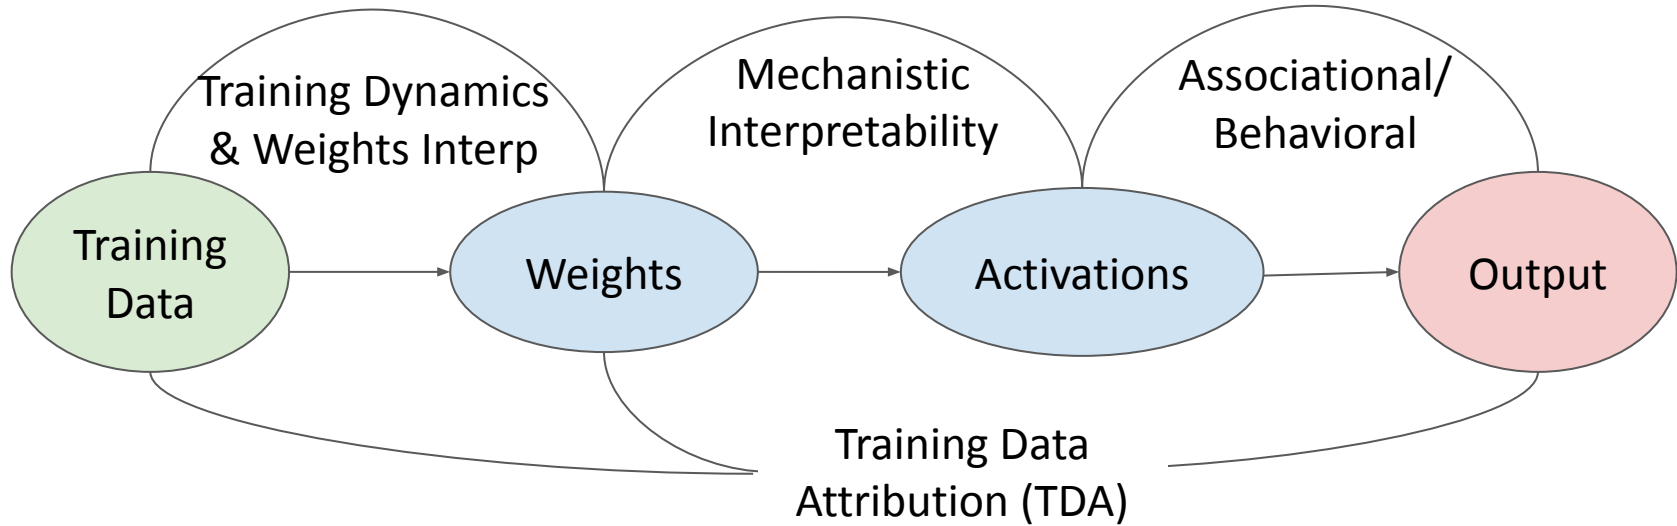 Training Dynamics
& Weights Interp
Mechanistic
Interpretability
Associational/
Behavioral
Training
Data
Weights
Activations
Output
Training Data
Attribution (TDA)